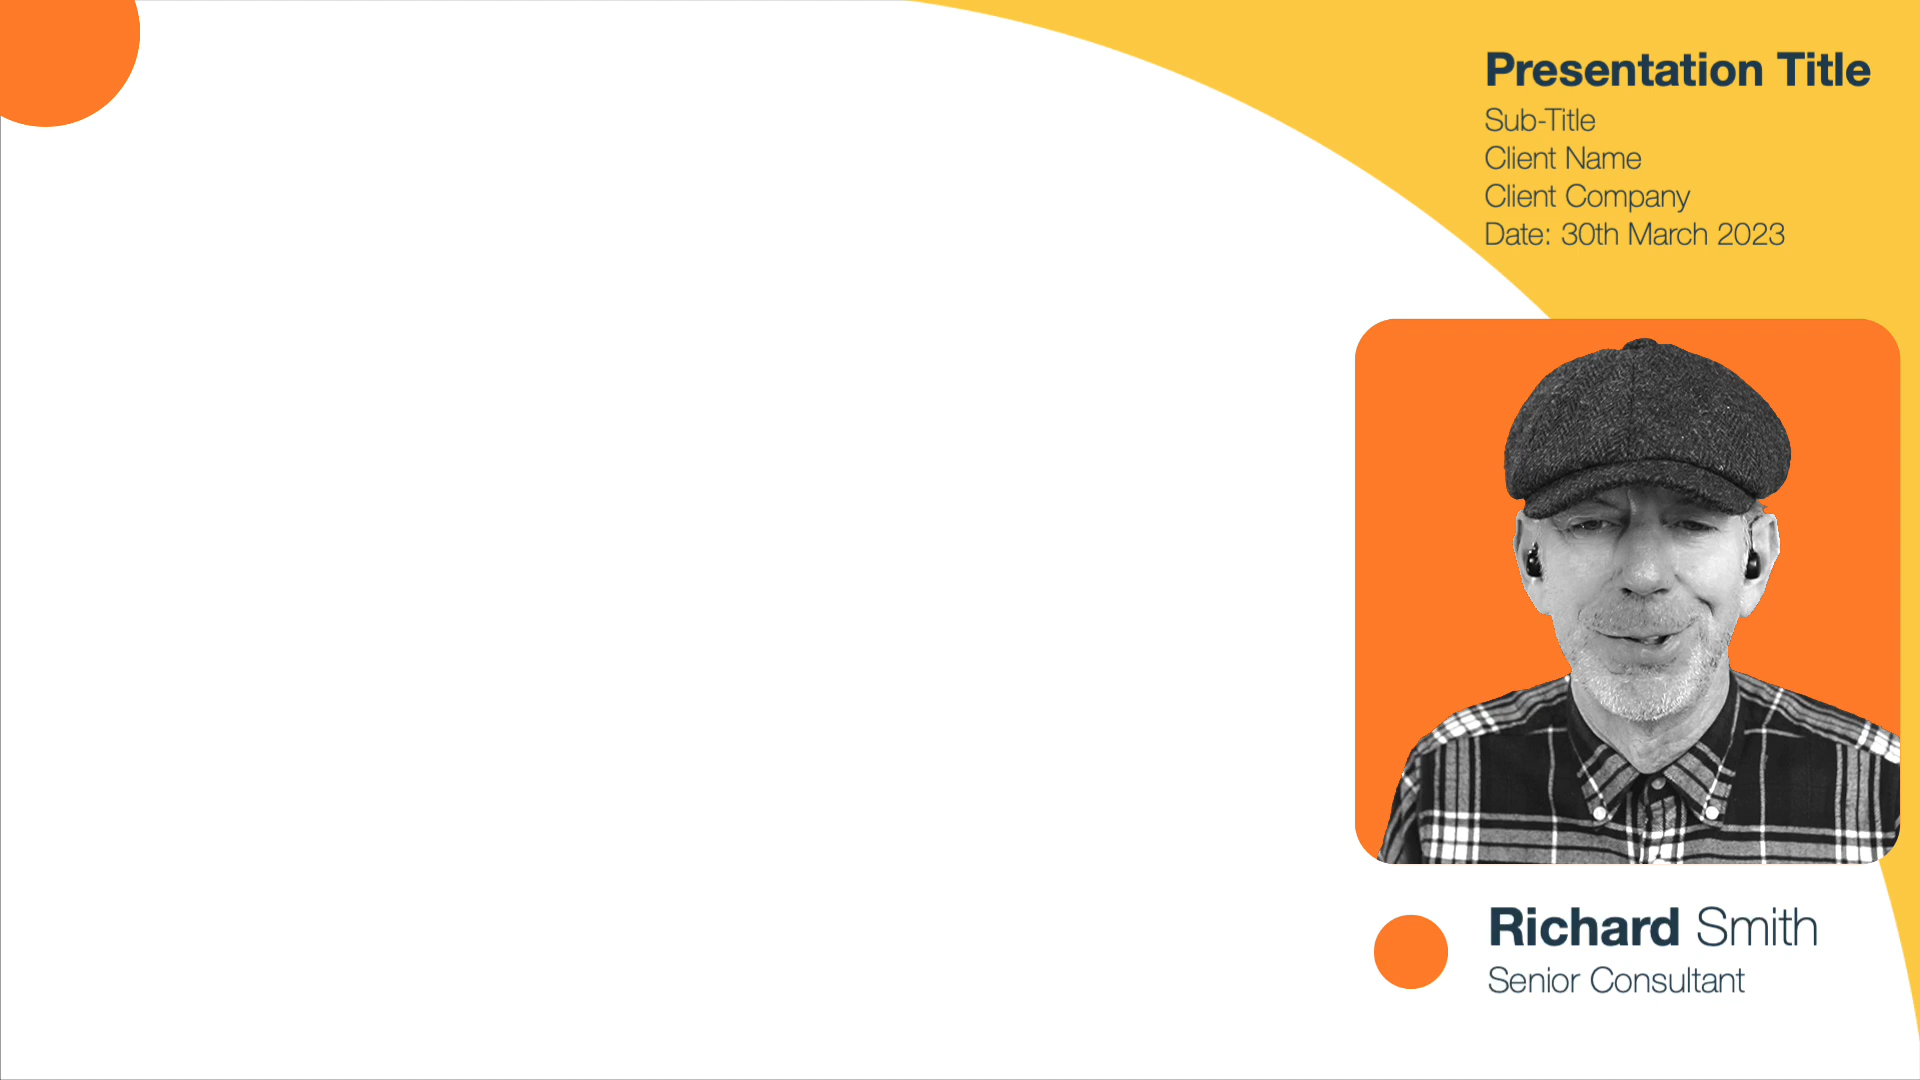 Presentation Title
Sub-Title
Client Name
Client Company
Date: 30th March 2023
Richard Smith
Senior Consultant